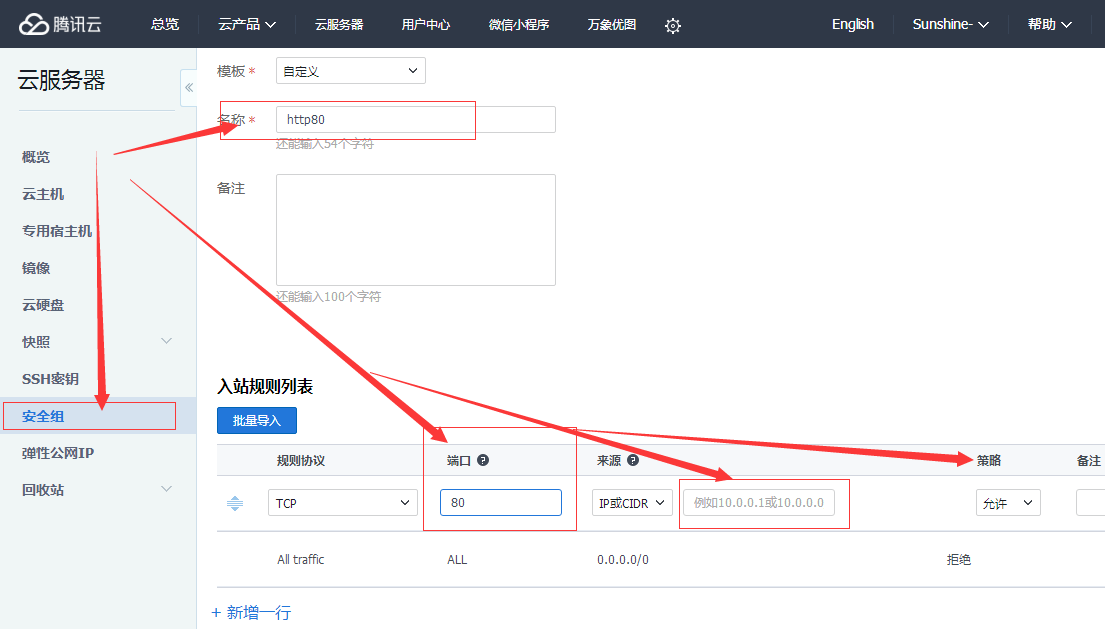 腾讯云 总览 云产品 云服务器 用户中心 微信小程序 万象优图 English Sunshine- 帮助
云服务器
概览
云主机
专用宿主机
镜像
云硬盘
快照
SSH密钥
安全组
弹性公网IP
回收站
模板 * 自定义
名称 * http80
还能输入54个字符
备注
还能输入100个字符
入站规则列表
批量导入
规则协议 端口 来源 策略 备注
TCP 80 IP或CIDR 例如10.0.0.1或10.0.0.0 允许
All traffic ALL 0.0.0.0/0 拒绝
+ 新增一行